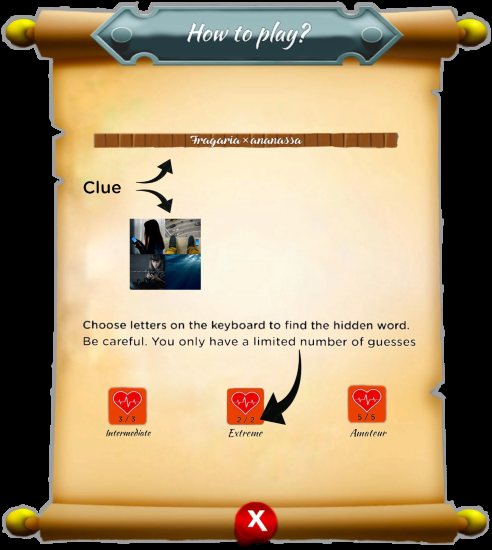 How to play?
Fragaria × ananassa
Clue
Choose letters on the keyboard to find the hidden word.
Be careful. You only have a limited number of guesses
3 / 3
2 / 2
5 / 5
Intermediate
Extreme
Amateur
X